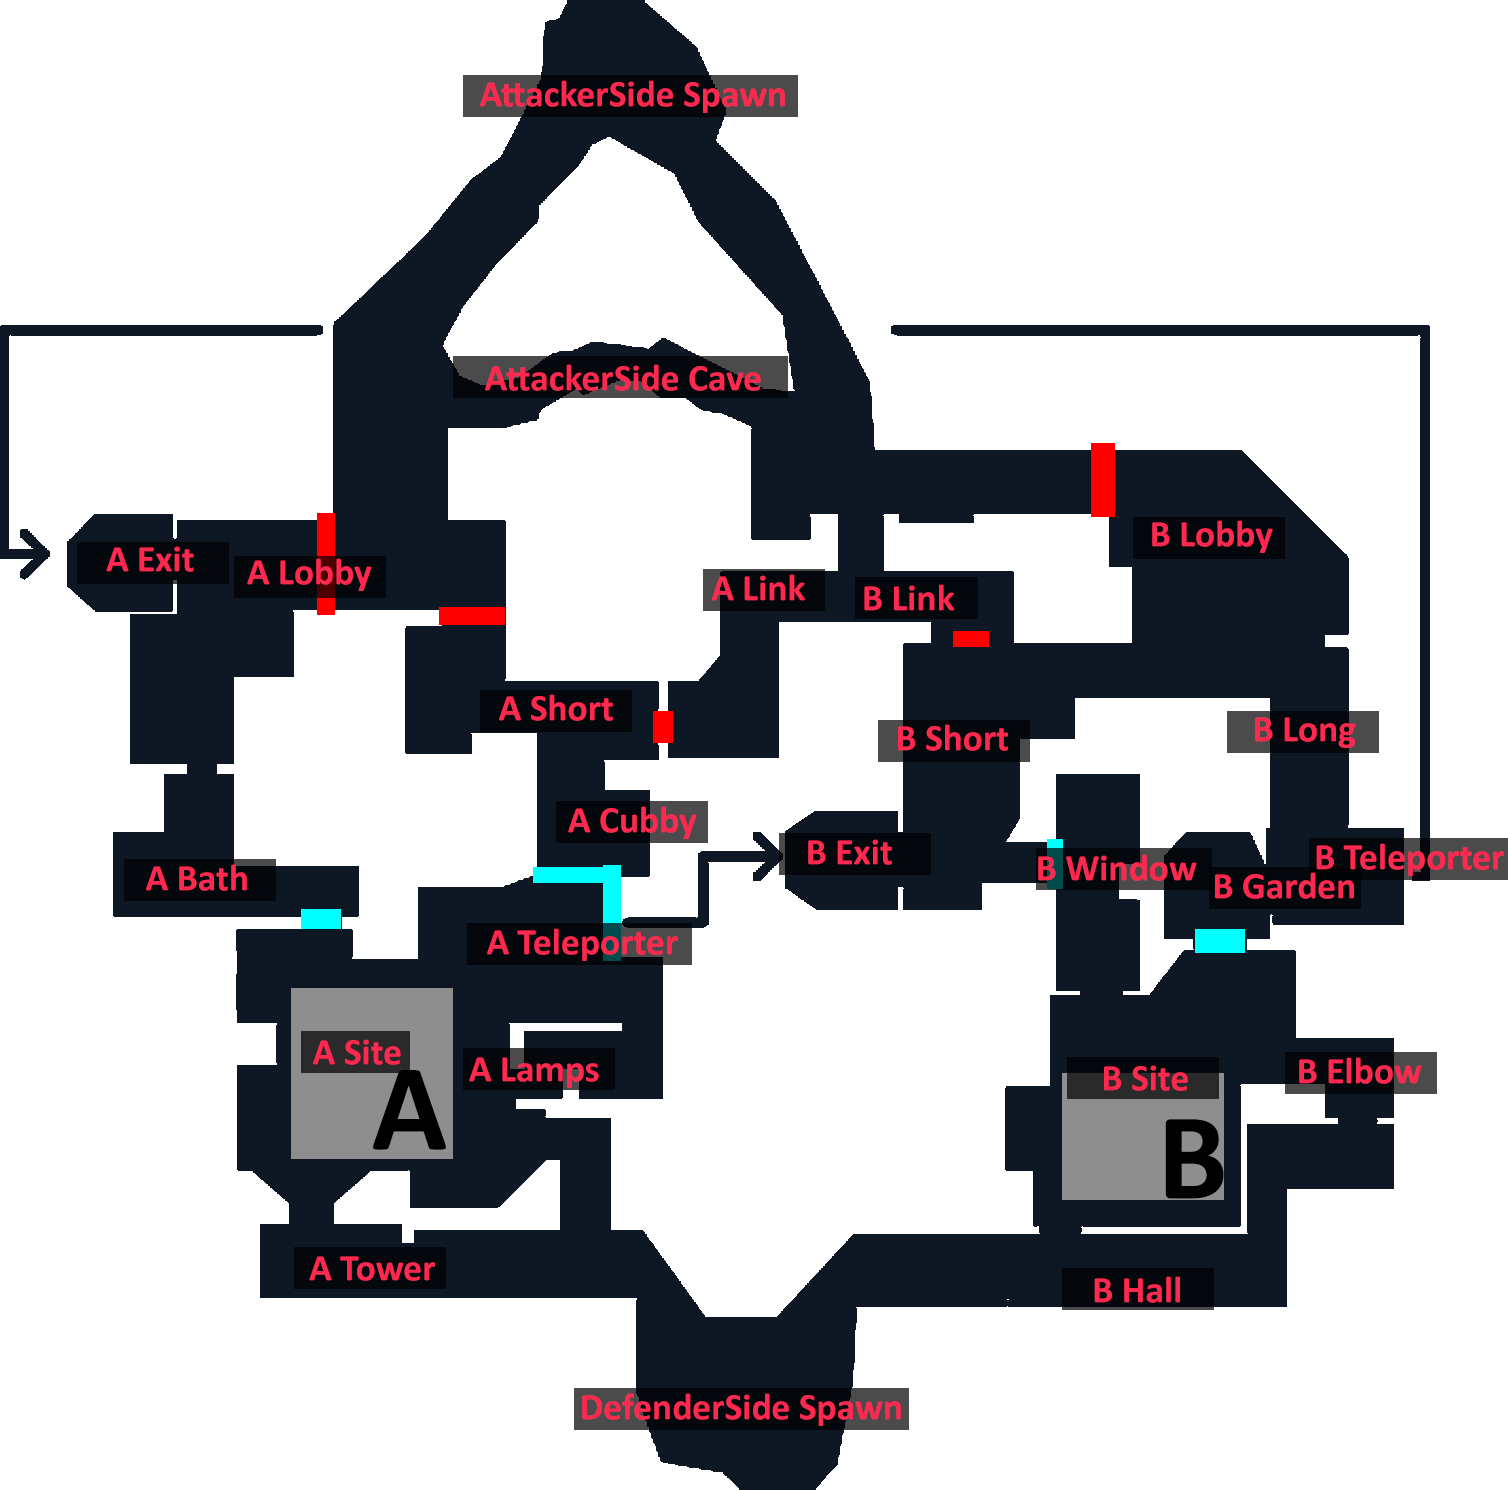 AttackerSide Spawn
AttackerSide Cave
B Lobby
A Exit
A Lobby
A Link
B Link
A Short
B Short
B Long
A Cubby
B Exit
B Teleporter
B Window
A Bath
B Garden
A Teleporter
A Site
A Lamps
B Elbow
B Site
A
B
A Tower
B Hall
DefenderSide Spawn